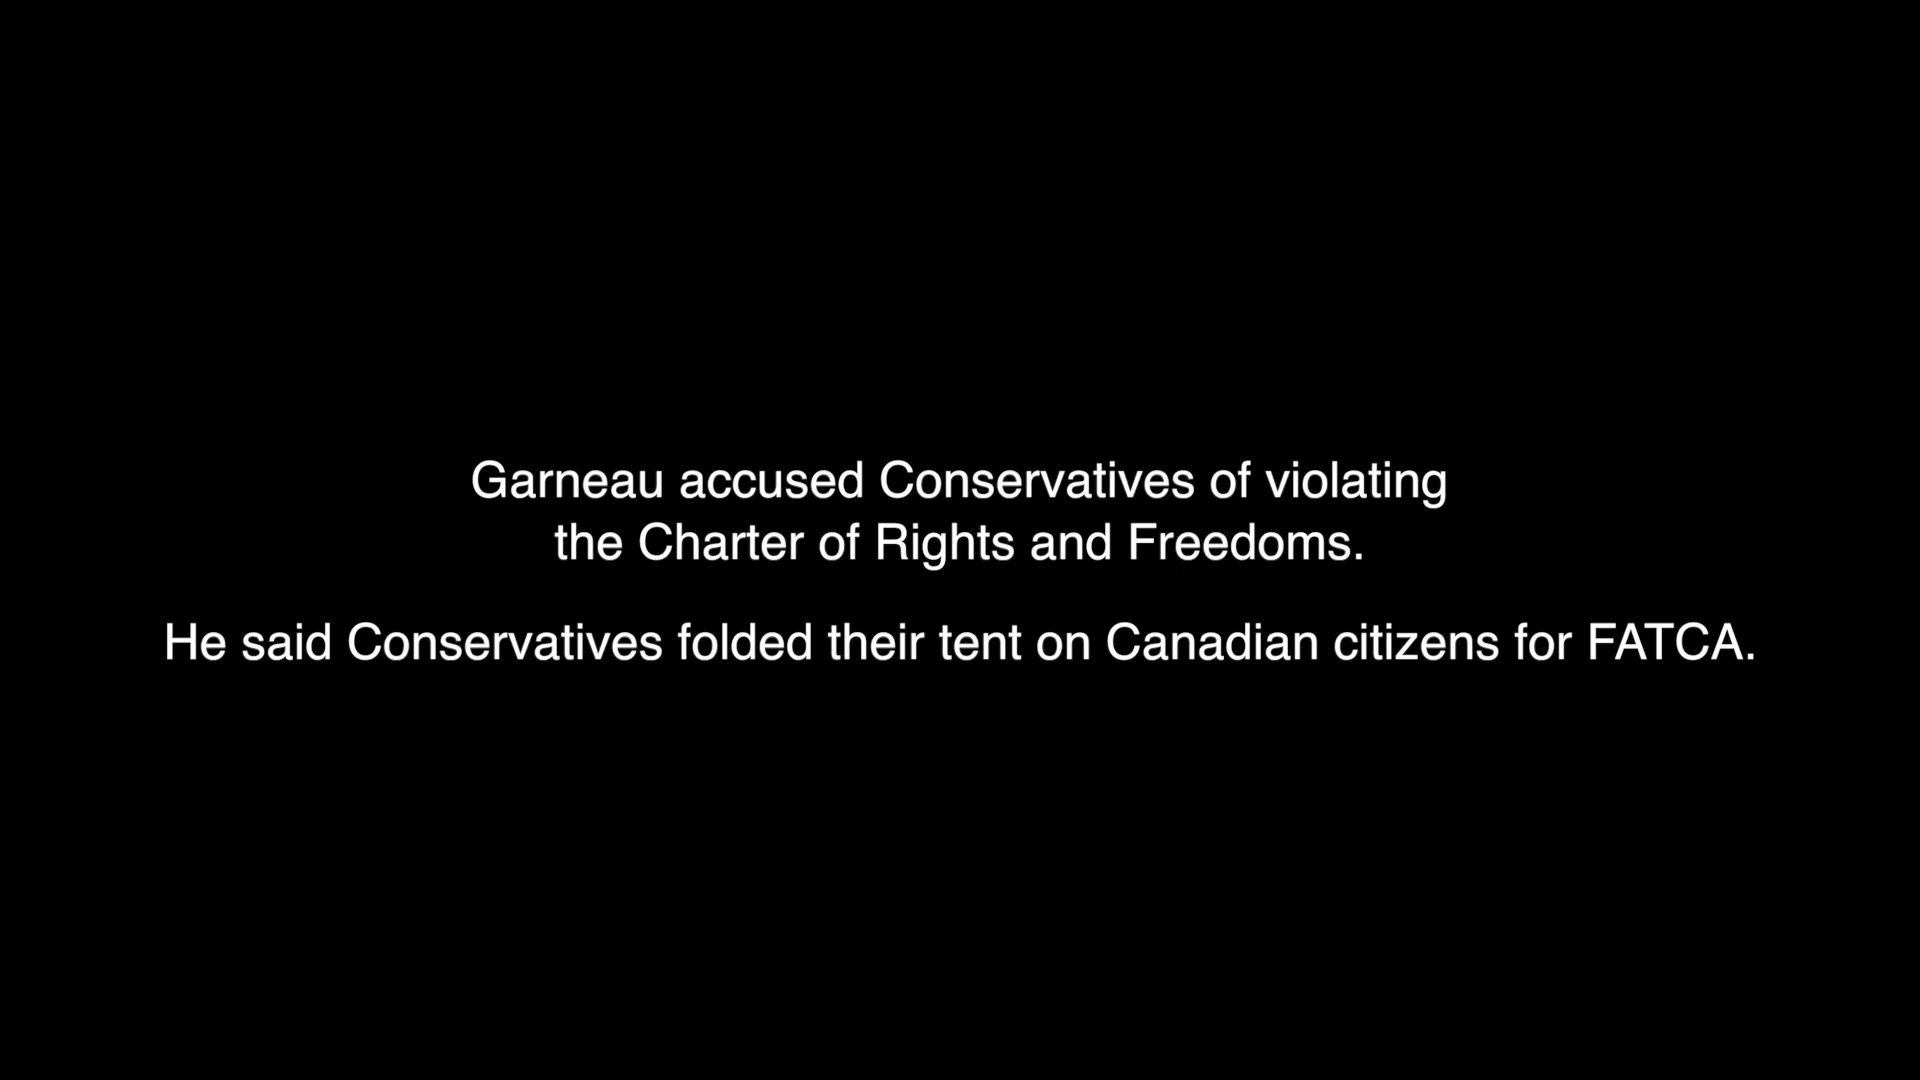 Garneau accused Conservatives of violating
the Charter of Rights and Freedoms.
He said Conservatives folded their tent on Canadian citizens for FATCA.